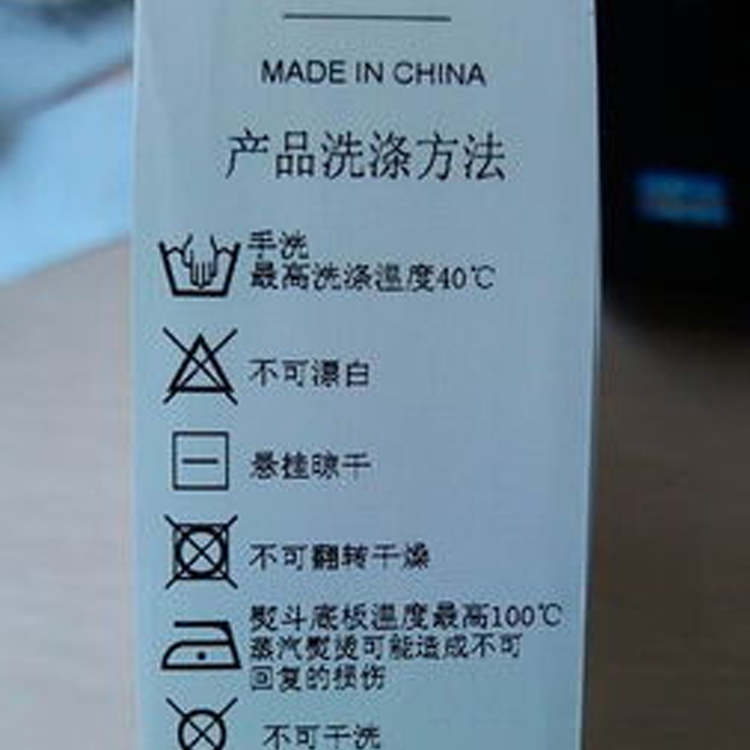 MADE IN CHINA
产品洗涤方法
手洗
最高洗涤温度40℃
不可漂白
悬挂晾干
不可翻转干燥
熨斗底板温度最高100℃
蒸汽熨烫可能造成不可
回复的损伤
不可干洗